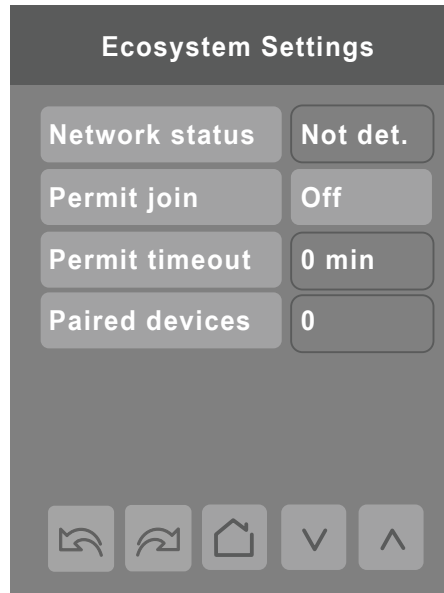 Ecosystem Settings
Network status Not det.
Permit join Off
Permit timeout 0 min
Paired devices 0